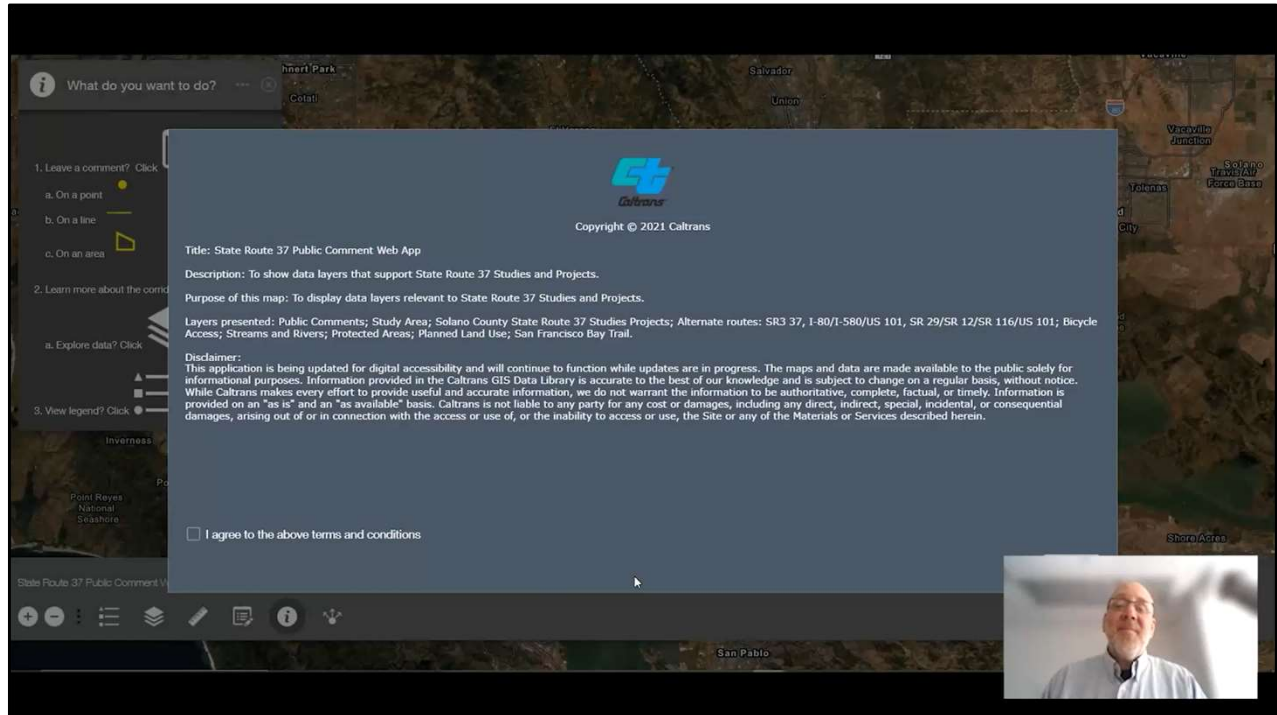 What do you want to do?
1. Leave a comment? Click
a. On a point
b. On a line
c. On an area
2. Learn more about the corrid
a. Explore data? Click
3. View legend? Click
Caltrans
Copyright © 2021 Caltrans
Title: State Route 37 Public Comment Web App
Description: To show data layers that support State Route 37 Studies and Projects.
Purpose of this map: To display data layers relevant to State Route 37 Studies and Projects.
Layers presented: Public Comments; Study Area; Solano County State Route 37 Studies Projects; Alternate routes: SR3 37, I-80/I-580/US 101, SR 29/SR 12/SR 116/US 101; Bicycle
Access; Streams and Rivers; Protected Areas; Planned Land Use; San Francisco Bay Trail.
Disclaimer:
This application is being updated for digital accessibility and will continue to function while updates are in progress. The maps and data are made available to the public solely for
informational purposes. Information provided in the Caltrans GIS Data Library is accurate to the best of our knowledge and is subject to change on a regular basis, without notice.
While Caltrans makes every effort to provide useful and accurate information, we do not warrant the information to be authoritative, complete, factual, or timely. Information is
provided on an "as is" and an "as available" basis. Caltrans is not liable to any party for any cost or damages, including any direct, indirect, special, incidental, or consequential
damages, arising out of or in connection with the access or use of, or the inability to access or use, the Site or any of the Materials or Services described herein.
I agree to the above terms and conditions
State Route 37 Public Comment W
hnert Park
Cotati
Salvador
Union
Vacaville
Junction
Solano
Travis Air
Force Base
Tolenas
City
Inverness
Point Reyes
National
Seashore
Shore Acres
San Pablo